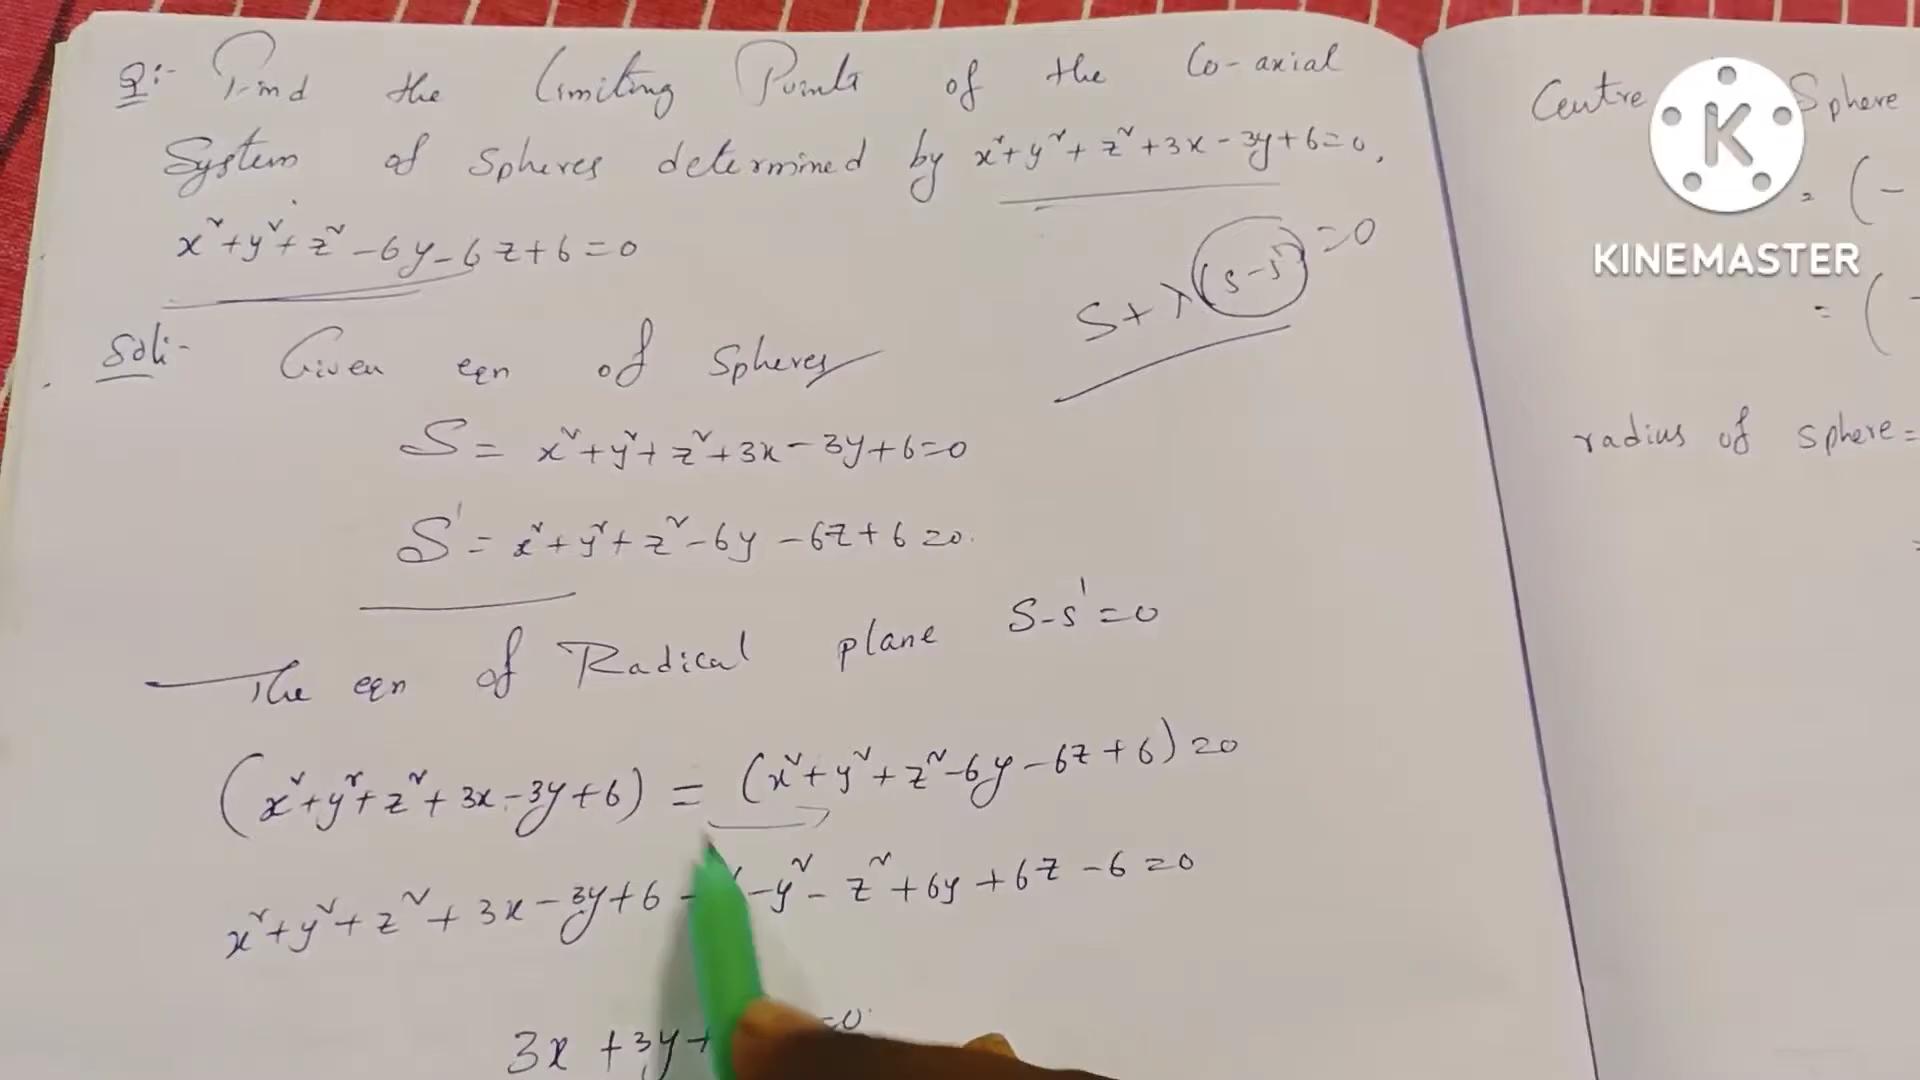 Q:- Find the Limiting Points of the Co-axial
System of Spheres determined by x²+y²+z²+3x-3y+6=0,
x²+y²+z²-6y-6z+6=0
S+λ(S-S')=0
Soln:- Given eqn of Spheres
S = x²+y²+z²+3x-3y+6=0
S' = x²+y²+z²-6y-6z+6=0.
The eqn of Radical plane S-S'=0
(x²+y²+z²+3x-3y+6) = (x²+y²+z²-6y-6z+6)=0
x²+y²+z²+3x-3y+6 - -y²-z²+6y+6z-6=0
3x+3y+ =0
Centre Sphere
= (-
= (-
radius of sphere=
=
K
KINEMASTER